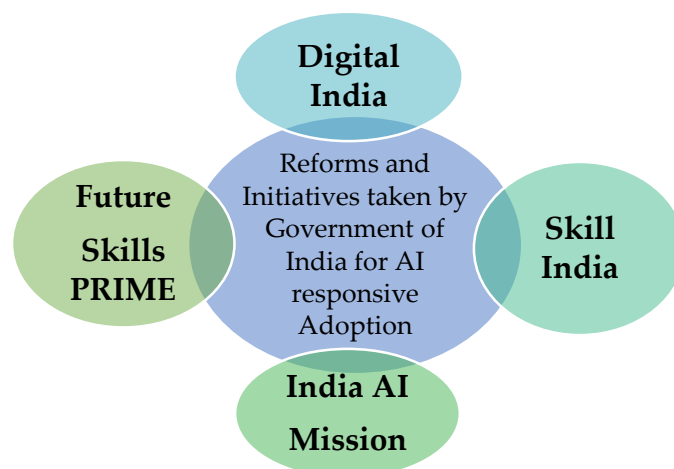 Digital
India
Reforms and
Initiatives taken by
Government of
India for AI
responsive
Adoption
Future
Skills
PRIME
Skill
India
India AI
Mission